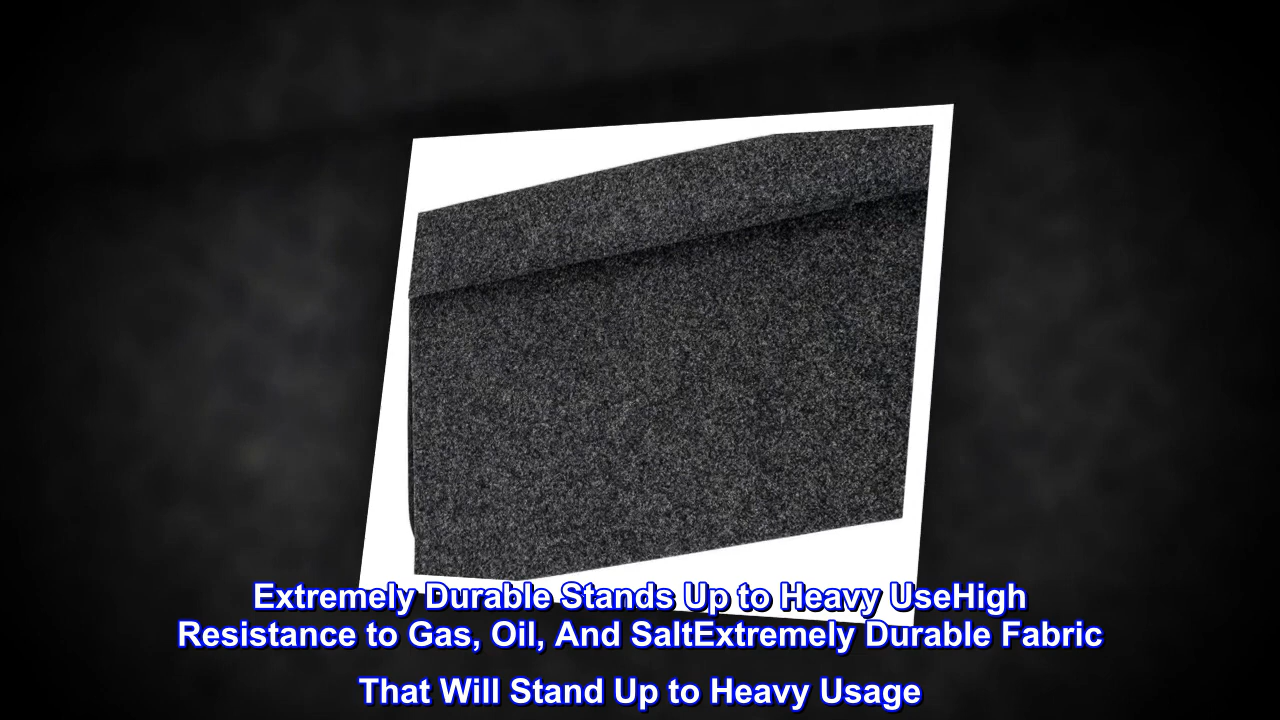 Extremely Durable Stands Up to Heavy UseHigh
Resistance to Gas, Oil, And SaltExtremely Durable Fabric
That Will Stand Up to Heavy Usage